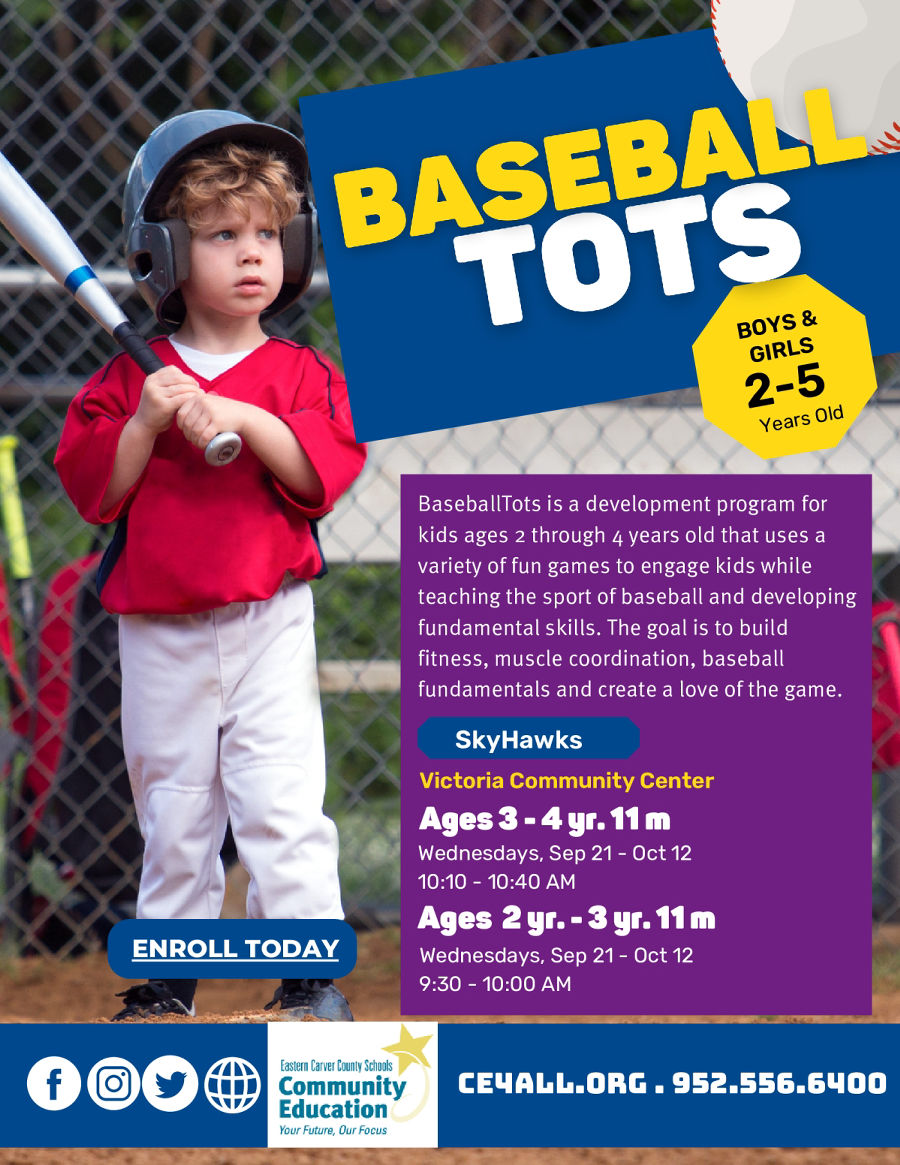 BASEBALL
TOTS
BOYS &
GIRLS
2-5
Years Old
BaseballTots is a development program for
kids ages 2 through 4 years old that uses a
variety of fun games to engage kids while
teaching the sport of baseball and developing
fundamental skills. The goal is to build
fitness, muscle coordination, baseball
fundamentals and create a love of the game.
SkyHawks
Victoria Community Center
Ages 3 - 4 yr. 11 m
Wednesdays, Sep 21 - Oct 12
10:10 - 10:40 AM
Ages 2 yr. - 3 yr. 11 m
Wednesdays, Sep 21 - Oct 12
9:30 - 10:00 AM
ENROLL TODAY
Eastern Carver County Schools
Community
Education
Your Future, Our Focus
CE4ALL.ORG . 952.556.6400